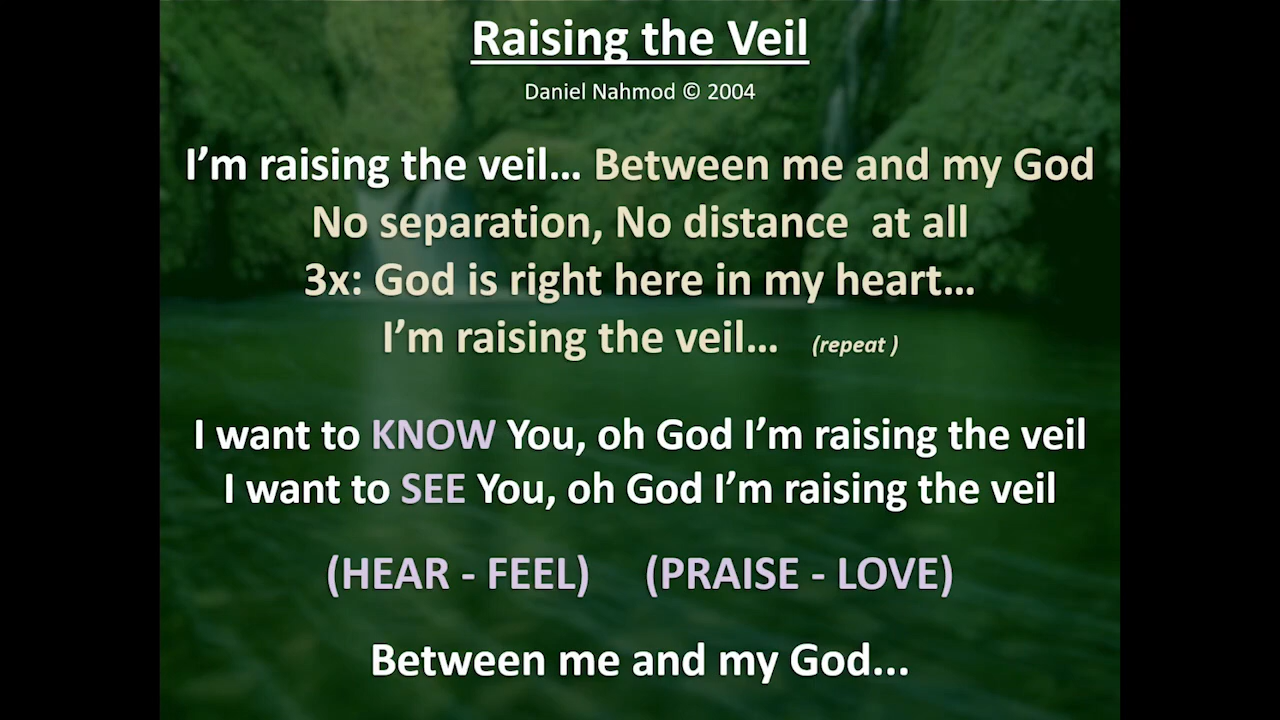 Raising the Veil
Daniel Nahmod © 2004
I’m raising the veil… Between me and my God
No separation, No distance  at all
3x: God is right here in my heart…
I’m raising the veil… (repeat )
I want to KNOW You, oh God I’m raising the veil
I want to SEE You, oh God I’m raising the veil
(HEAR - FEEL) (PRAISE - LOVE)
Between me and my God...